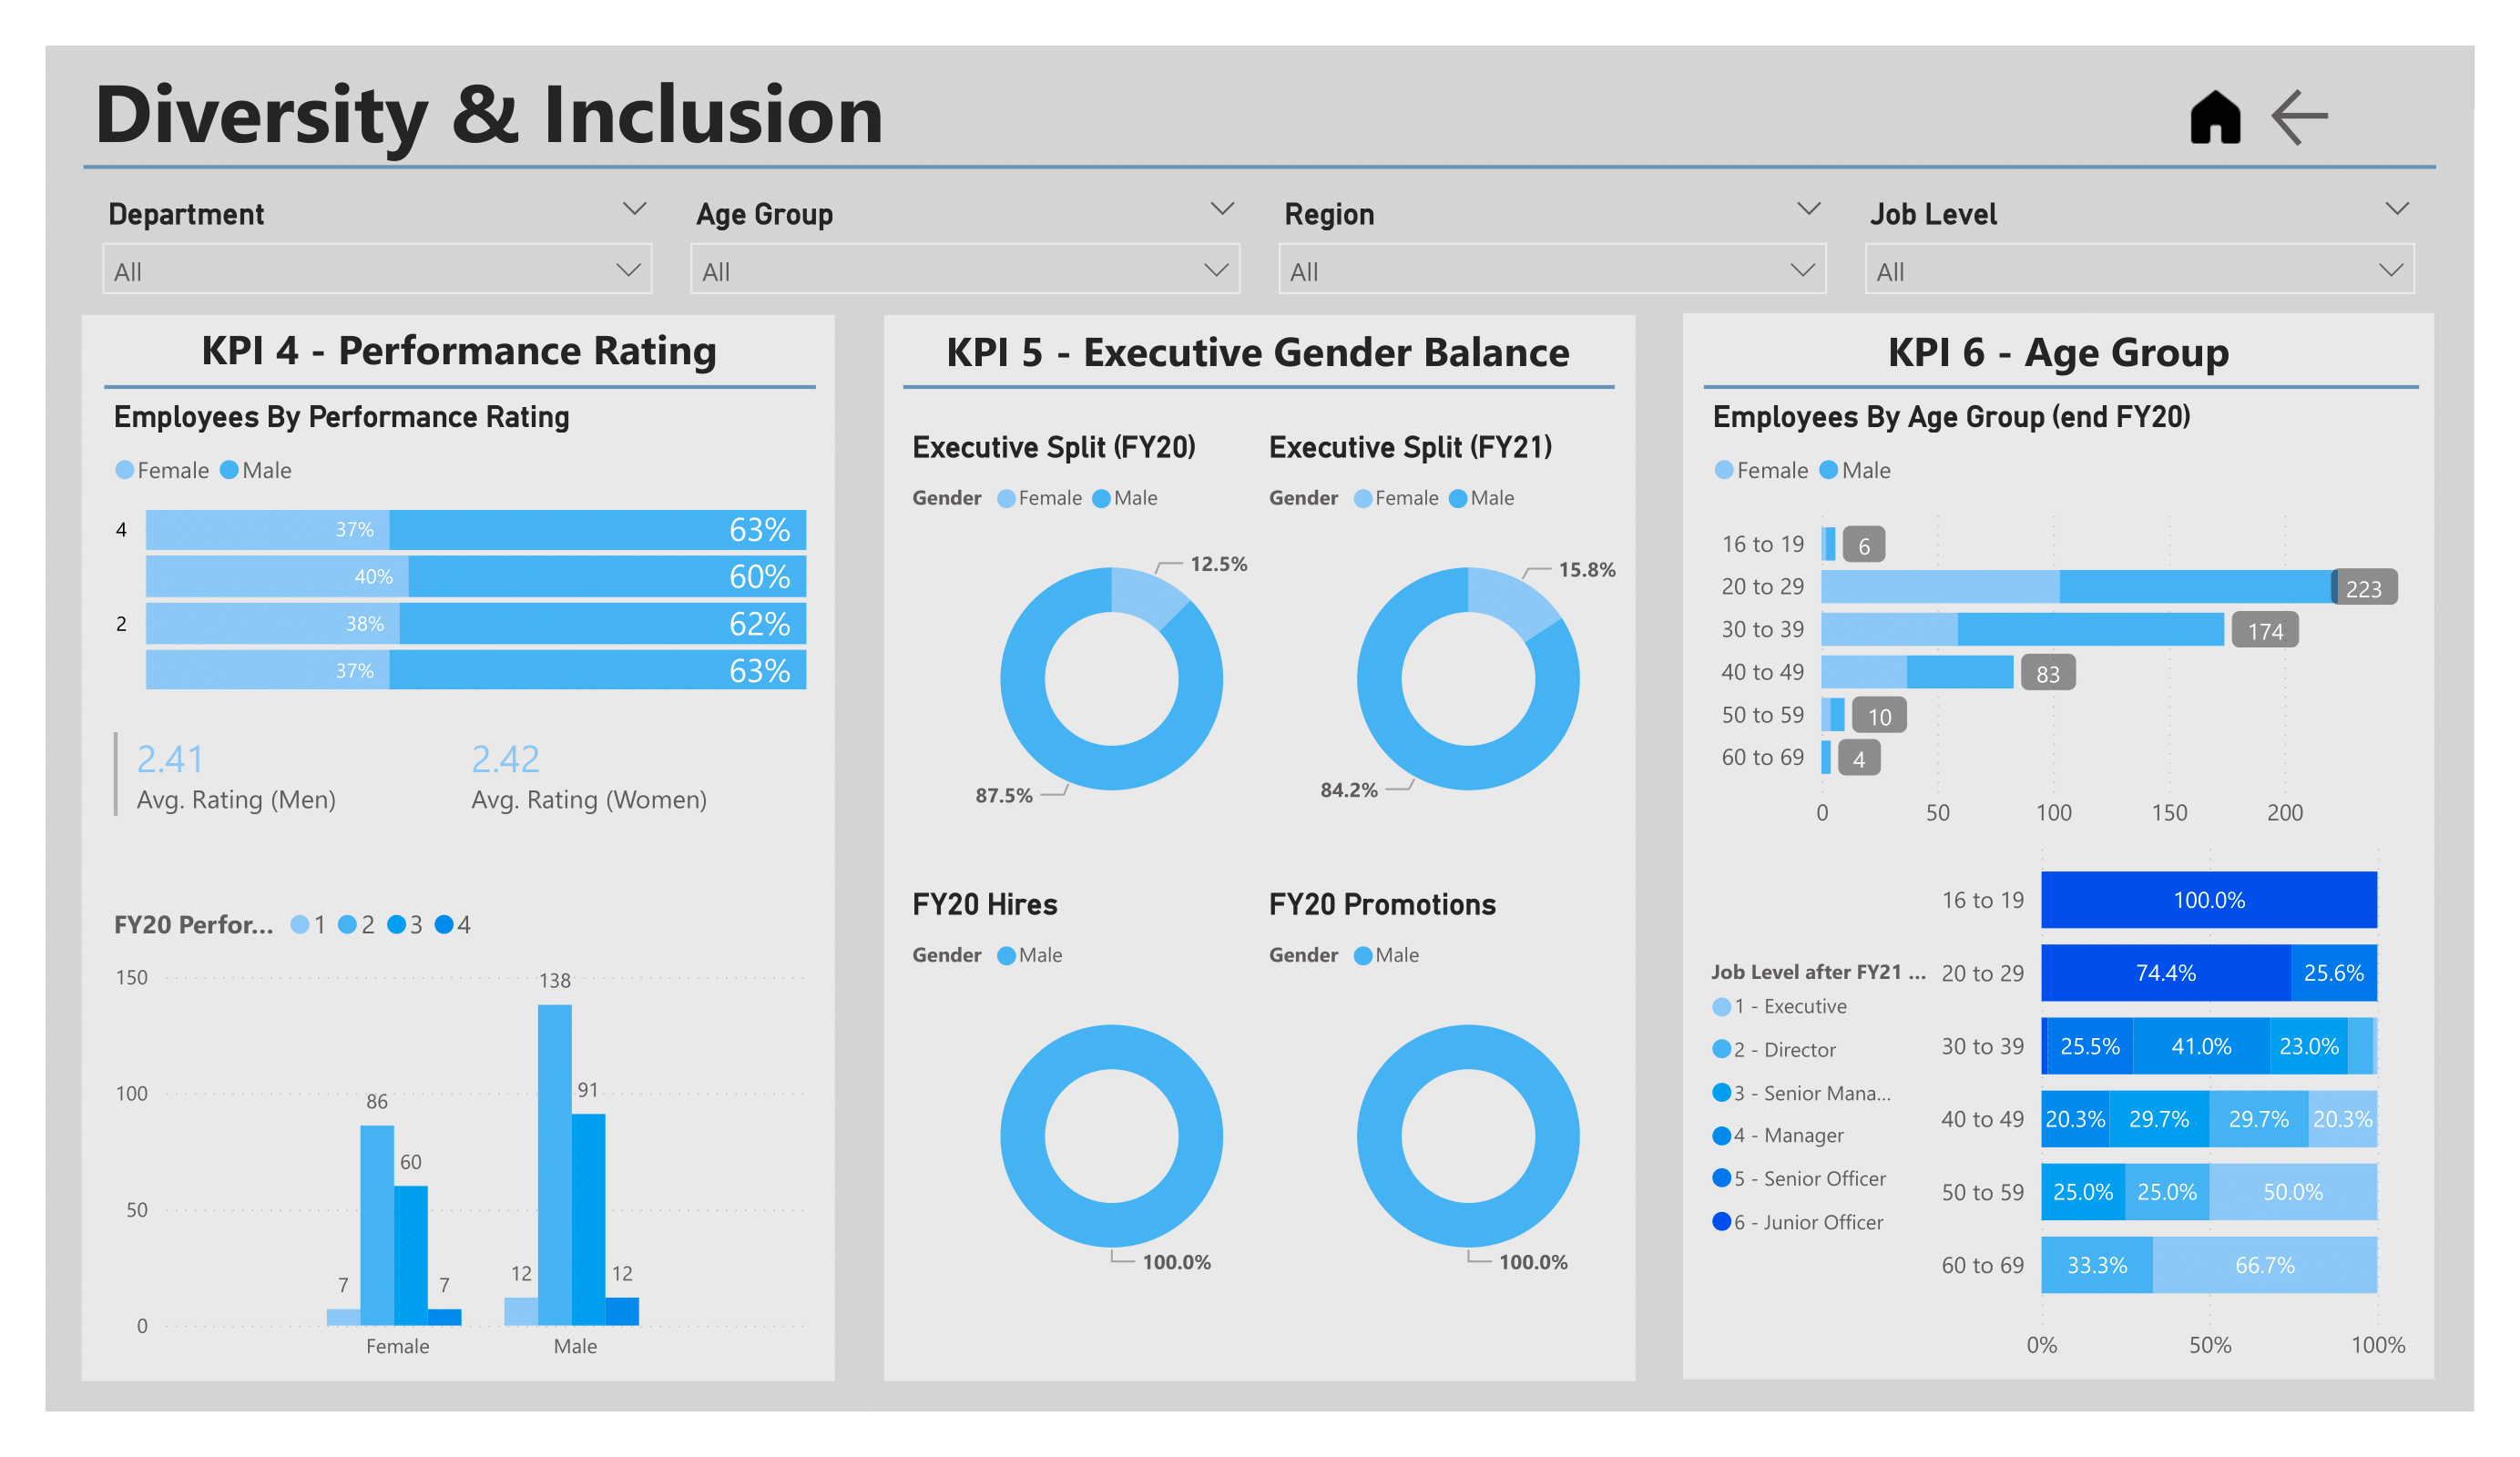 Diversity & Inclusion
Department
All
Age Group
All
Region
All
Job Level
All
KPI 4 - Performance Rating
Employees By Performance Rating
Female Male
4 37% 63%
40% 60%
2 38% 62%
37% 63%
2.41
Avg. Rating (Men)
2.42
Avg. Rating (Women)
FY20 Perfor... 1 2 3 4
150
100
50
0
7
86
60
7
12
138
91
12
Female Male
KPI 5 - Executive Gender Balance
Executive Split (FY20)
Gender Female Male
12.5%
87.5%
Executive Split (FY21)
Gender Female Male
15.8%
84.2%
FY20 Hires
Gender Male
100.0%
FY20 Promotions
Gender Male
100.0%
KPI 6 - Age Group
Employees By Age Group (end FY20)
Female Male
16 to 19 6
20 to 29 223
30 to 39 174
40 to 49 83
50 to 59 10
60 to 69 4
0 50 100 150 200
Job Level after FY21 ...
1 - Executive
2 - Director
3 - Senior Mana...
4 - Manager
5 - Senior Officer
6 - Junior Officer
16 to 19 100.0%
20 to 29 74.4% 25.6%
30 to 39 25.5% 41.0% 23.0%
40 to 49 20.3% 29.7% 29.7% 20.3%
50 to 59 25.0% 25.0% 50.0%
60 to 69 33.3% 66.7%
0% 50% 100%